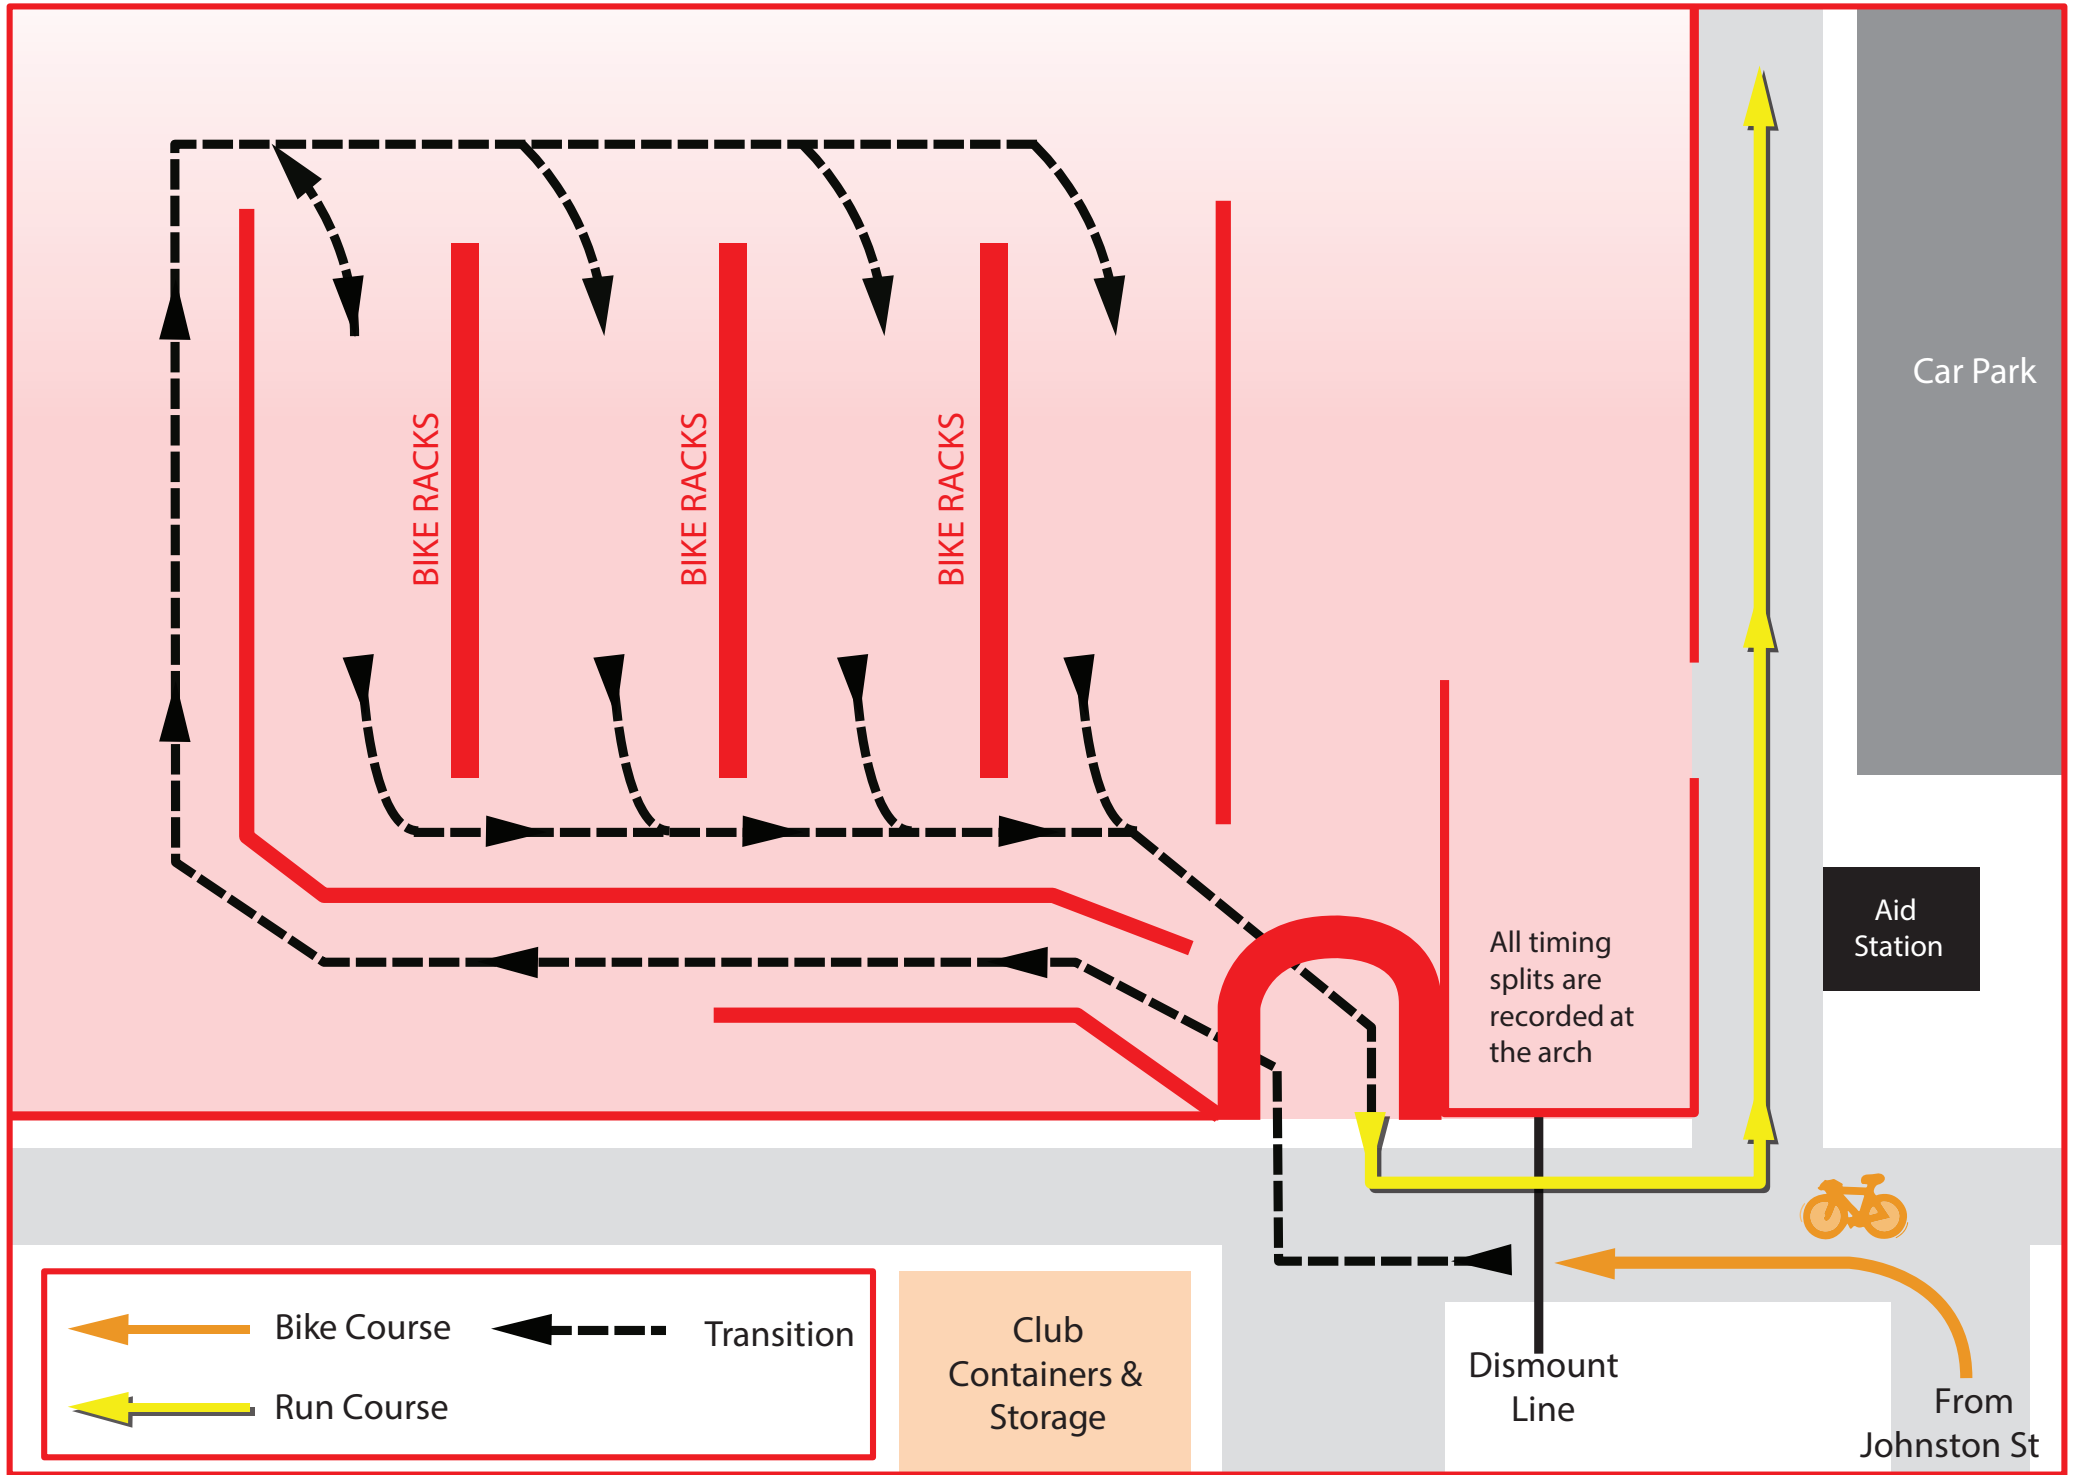 Car Park
BIKE RACKS
BIKE RACKS
BIKE RACKS
Aid
Station
All timing
splits are
recorded at
the arch
Bike Course
Transition
Run Course
Club
Containers &
Storage
Dismount
Line
From
Johnston St